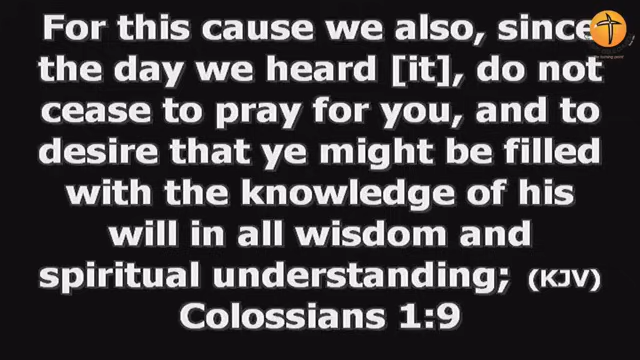 For this cause we also, since
the day we heard [it], do not
cease to pray for you, and to
desire that ye might be filled
with the knowledge of his
will in all wisdom and
spiritual understanding; (KJV)
Colossians 1:9